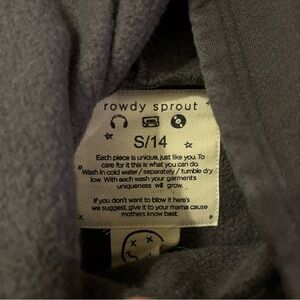 rowdy sprout
S/14
Each piece is unique, just like you. To
care for it this is what you can do
Wash in cold water / separately / tumble dry
low. With each wash your garments
uniqueness will grow.
If you don't want to blow it here's
we suggest, give it to your mama cause
mothers know best.